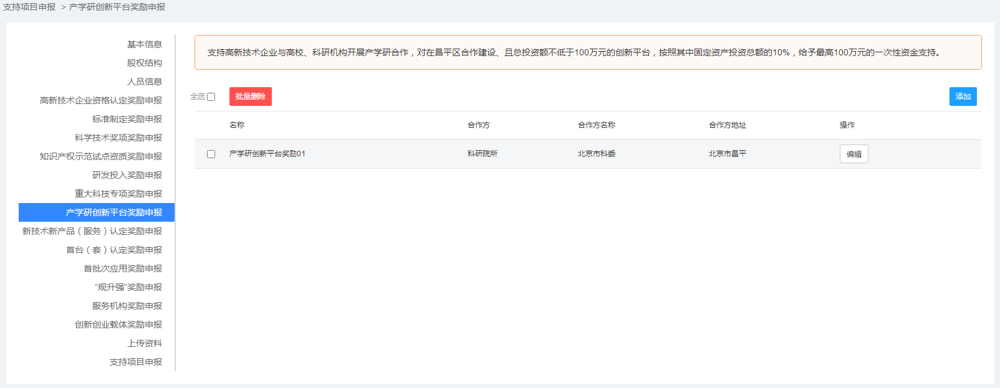 支持项目申报 > 产学研创新平台奖励申报
基本信息
股权结构
人员信息
高新技术企业资格认定奖励申报
标准制定奖励申报
科学技术奖项奖励申报
知识产权示范试点资质奖励申报
研发投入奖励申报
重大科技专项奖励申报
产学研创新平台奖励申报
新技术新产品（服务）认定奖励申报
首台（套）认定奖励申报
首批次应用奖励申报
"规升强"奖励申报
服务机构奖励申报
创新创业载体奖励申报
上传资料
支持项目申报
支持高新技术企业与高校、科研机构开展产学研合作，对在昌平区合作建设、且总投资额不低于100万元的创新平台，按照其中固定资产投资总额的10%，给予最高100万元的一次性资金支持。
全选 批量删除 添加
名称 合作方 合作方名称 合作方地址 操作
产学研创新平台奖励01 科研院所 北京市科委 北京市昌平 编辑